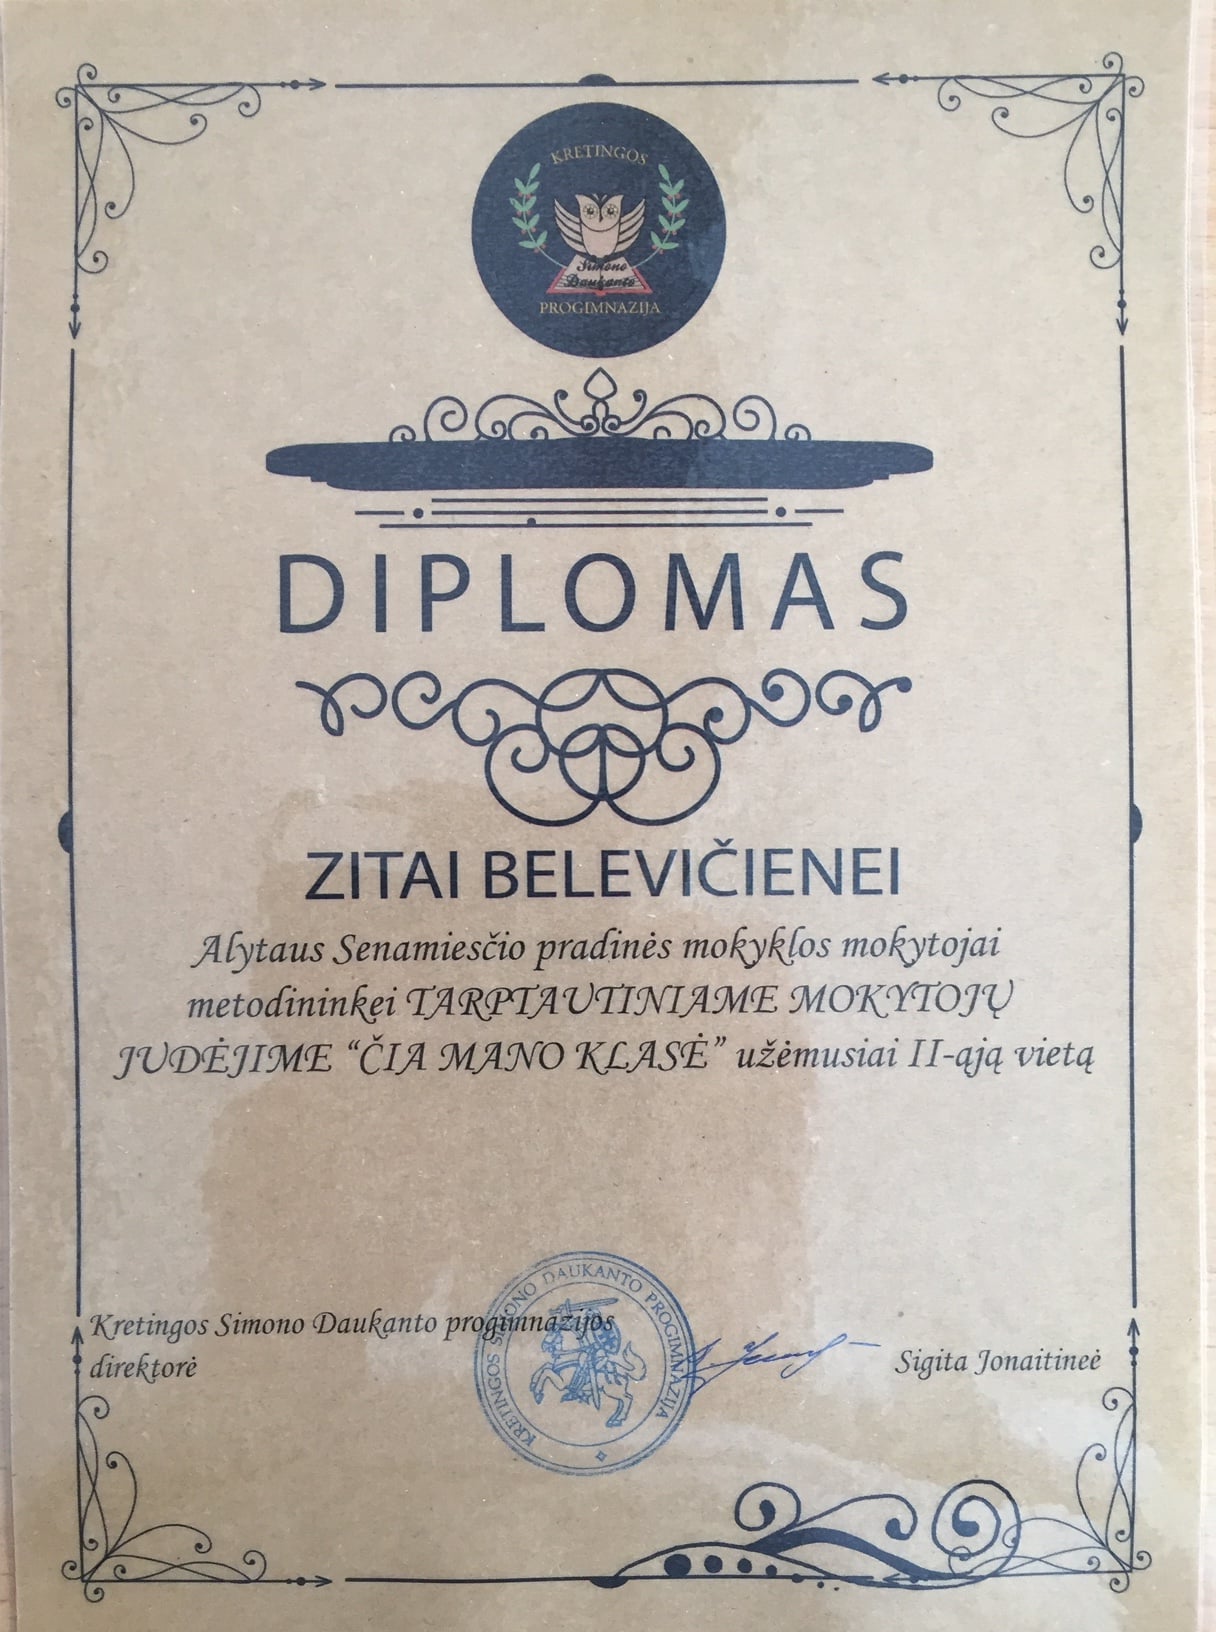 KRETINGOS
Simono
Daukanto
PROGIMNAZIJA
DIPLOMAS
ZITAI BELEVIČIENEI
Alytaus Senamiesčio pradinės mokyklos mokytojai
metodininkei TARPTAUTINIAME MOKYTOJŲ
JUDĖJIME “ČIA MANO KLASĖ” užėmusiai II-ąją vietą
Kretingos Simono Daukanto progimnazijos
direktorė
KRETINGOS SIMONO DAUKANTO PROGIMNAZIJA
Sigita Jonaitineė